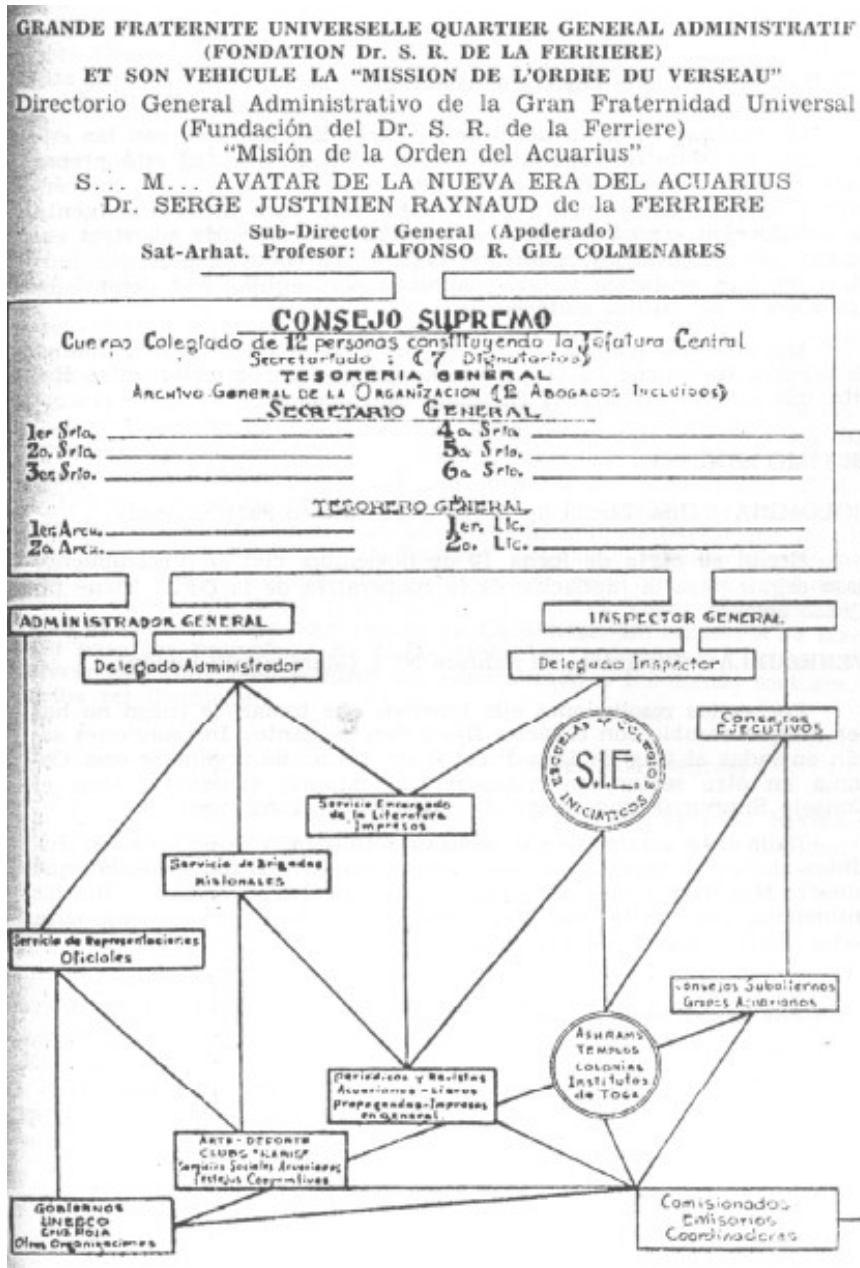 GRANDE FRATERNITE UNIVERSELLE QUARTIER GENERAL ADMINISTRATIF
(FONDATION Dr. S. R. DE LA FERRIERE)
ET SON VEHICULE LA "MISSION DE L'ORDRE DU VERSEAU"
Directorio General Administrativo de la Gran Fraternidad Universal
(Fundación del Dr. S. R. de la Ferriere)
"Misión de la Orden del Acuarius"
S... M... AVATAR DE LA NUEVA ERA DEL ACUARIUS
Dr. SERGE JUSTINIEN RAYNAUD de la FERRIERE
Sub-Director General (Apoderado)
Sat-Arhat. Profesor: ALFONSO R. GIL COLMENARES
CONSEJO SUPREMO
Cuerpo Colegiado de 12 personas constituyendo la Jefatura Central
Secretariado : (7 Dignatarios)
TESORERIA GENERAL
ARCHIVO GENERAL DE LA ORGANIZACION (2 ABOGADOS INCLUIDOS)
SECRETARIO GENERAL
1er Srio.
4o Srio.
2o. Srio.
5o Srio.
3er. Srio.
6o Srio.
TESORERO GENERAL
1er. Arcv.
1er. Lic.
2o Arcv.
2o. Lic.
ADMINISTRADOR GENERAL
INSPECTOR GENERAL
Delegado Administrador
Delegado Inspector
ESCUELAS Y COLEGIOS
S.I.E.
INICIATICOS
Consejos
EJECUTIVOS
Servicio Encargado
de la Literatura
Impresos
Servicio de Brigadas
MISIONALES
Servicio de Representaciones
Oficiales
Consejos Subalternos
Grupos Acuarianos
ASHRAMS
TEMPLOS
COLONIAS
Institutos
de YOGA
Periódicos y Revistas
Acuarianos - Libros
Propagandas - Impresos
en General.
ARTE - DEPORTE
CLUBS
Servicios Sociales Acuarianos
Festejos Cooperativas
GOBIERNOS
UNESCO
CRUZ ROJA
Otras Organizaciones
Comisionados
Emisarios
Coordinadores